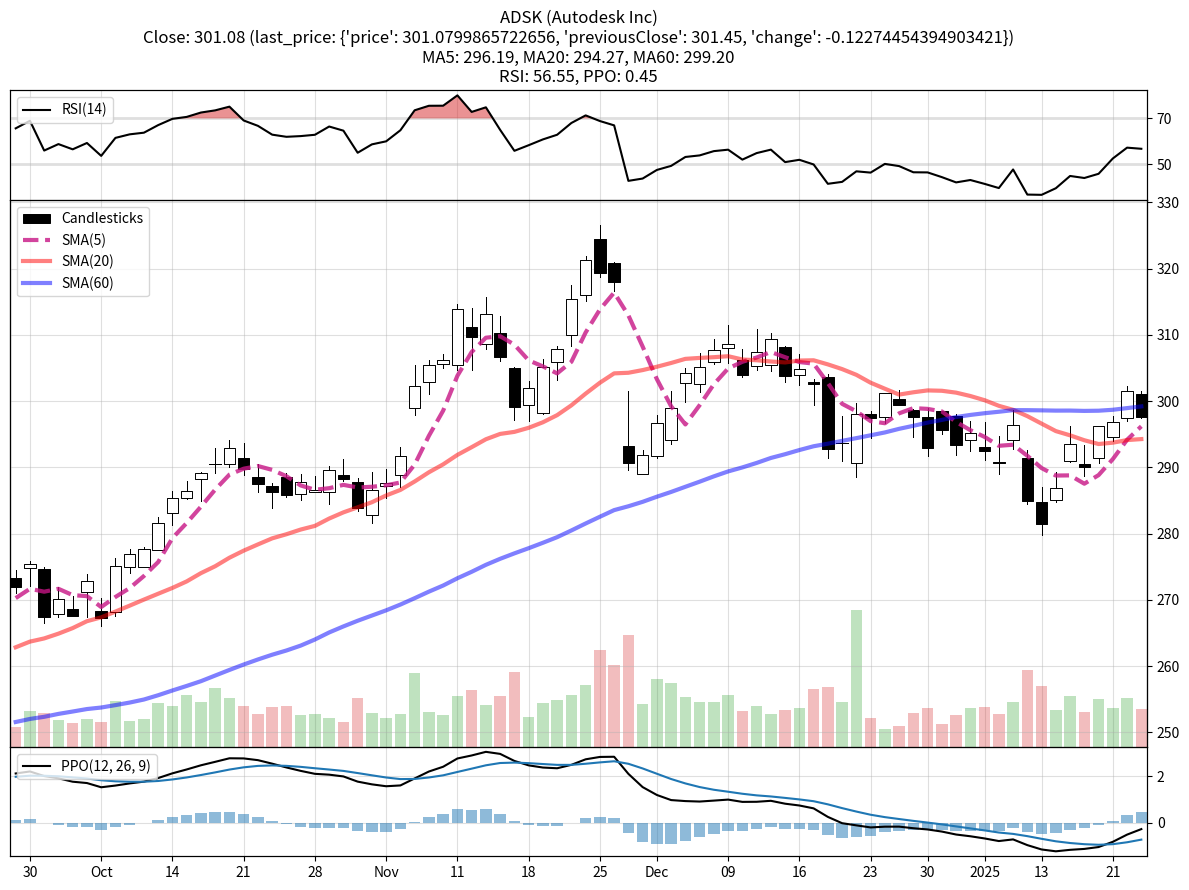 ADSK (Autodesk Inc)
Close: 301.08 (last_price: {'price': 301.0799865722656, 'previousClose': 301.45, 'change': -0.12274454394903421})
MA5: 296.19, MA20: 294.27, MA60: 299.20
RSI: 56.55, PPO: 0.45
RSI(14)
70
50
Candlesticks
SMA(5)
SMA(20)
SMA(60)
330
320
310
300
290
280
270
260
250
PPO(12, 26, 9)
2
0
30 Oct 14 21 28 Nov 11 18 25 Dec 09 16 23 30 2025 13 21